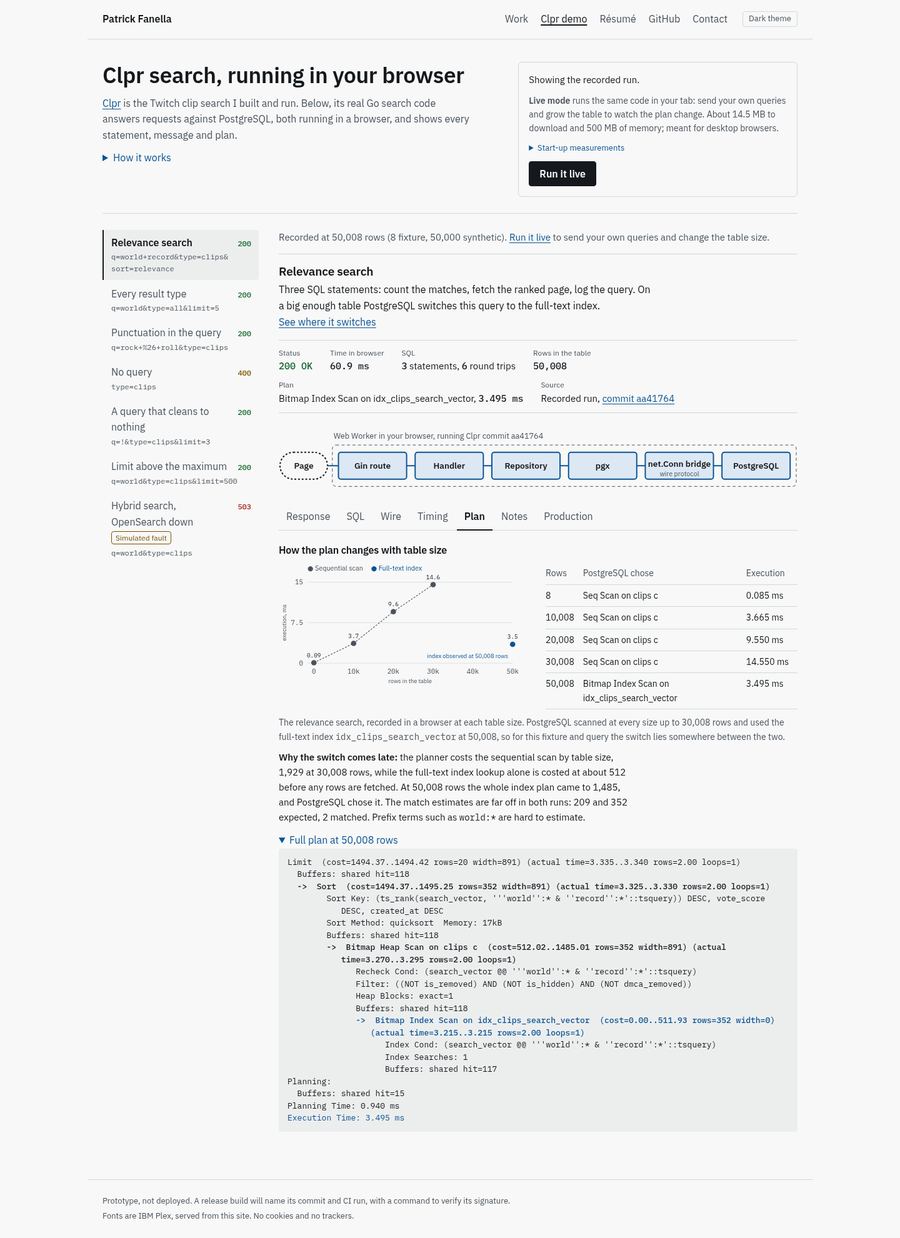 Patrick Fanella
Work Clpr demo Résumé GitHub Contact Dark theme
Clpr search, running in your browser
Clpr is the Twitch clip search I built and run. Below, its real Go search code
answers requests against PostgreSQL, both running in a browser, and shows every
statement, message and plan.
How it works
Showing the recorded run.
Live mode runs the same code in your tab: send your own queries
and grow the table to watch the plan change. About 14.5 MB to
download and 500 MB of memory; meant for desktop browsers.
Start-up measurements
Run it live
Relevance search 200
q=world+record&type=clips&
sort=relevance
Every result type 200
q=world&type=all&limit=5
Punctuation in the query 200
q=rock+%26+roll&type=clips
No query 400
type=clips
A query that cleans to 200
nothing
q=!&type=clips&limit=3
Limit above the maximum 200
q=world&type=clips&limit=500
Hybrid search, 503
OpenSearch down
Simulated fault
q=world&type=clips
Recorded at 50,008 rows (8 fixture, 50,000 synthetic). Run it live to send your own queries and change the table size.
Relevance search
Three SQL statements: count the matches, fetch the ranked page, log the query. On
a big enough table PostgreSQL switches this query to the full-text index.
See where it switches
Status Time in browser SQL Rows in the table
200 OK 60.9 ms 3 statements, 6 round trips 50,008
Plan Source
Bitmap Index Scan on idx_clips_search_vector, 3.495 ms Recorded run, commit aa41764
Web Worker in your browser, running Clpr commit aa41764
Page Gin route Handler Repository pgx net.Conn bridge PostgreSQL
wire protocol
Response SQL Wire Timing Plan Notes Production
How the plan changes with table size
Sequential scan Full-text index
execution, ms
15
7.5
0
0.09
3.7
9.6
14.6
3.5
index observed at 50,008 rows
0 10k 20k 30k 40k 50k
rows in the table
Rows PostgreSQL chose Execution
8 Seq Scan on clips c 0.085 ms
10,008 Seq Scan on clips c 3.665 ms
20,008 Seq Scan on clips c 9.550 ms
30,008 Seq Scan on clips c 14.550 ms
50,008 Bitmap Index Scan on 3.495 ms
idx_clips_search_vector
The relevance search, recorded in a browser at each table size. PostgreSQL scanned at every size up to 30,008 rows and used the
full-text index idx_clips_search_vector at 50,008, so for this fixture and query the switch lies somewhere between the two.
Why the switch comes late: the planner costs the sequential scan by table size,
1,929 at 30,008 rows, while the full-text index lookup alone is costed at about 512
before any rows are fetched. At 50,008 rows the whole index plan came to 1,485,
and PostgreSQL chose it. The match estimates are far off in both runs: 209 and 352
expected, 2 matched. Prefix terms such as world:* are hard to estimate.
Full plan at 50,008 rows
Limit (cost=1494.37..1494.42 rows=20 width=891) (actual time=3.335..3.340 rows=2.00 loops=1)
Buffers: shared hit=118
-> Sort (cost=1494.37..1495.25 rows=352 width=891) (actual time=3.325..3.330 rows=2.00 loops=1)
Sort Key: (ts_rank(search_vector, '''world'':* & ''record'':*'::tsquery)) DESC, vote_score
DESC, created_at DESC
Sort Method: quicksort Memory: 17kB
Buffers: shared hit=118
-> Bitmap Heap Scan on clips c (cost=512.02..1485.01 rows=352 width=891) (actual
time=3.270..3.295 rows=2.00 loops=1)
Recheck Cond: (search_vector @@ '''world'':* & ''record'':*'::tsquery)
Filter: ((NOT is_removed) AND (NOT is_hidden) AND (NOT dmca_removed))
Heap Blocks: exact=1
Buffers: shared hit=118
-> Bitmap Index Scan on idx_clips_search_vector (cost=0.00..511.93 rows=352 width=0)
(actual time=3.215..3.215 rows=2.00 loops=1)
Index Cond: (search_vector @@ '''world'':* & ''record'':*'::tsquery)
Index Searches: 1
Buffers: shared hit=117
Planning:
Buffers: shared hit=15
Planning Time: 0.940 ms
Execution Time: 3.495 ms
Prototype, not deployed. A release build will name its commit and CI run, with a command to verify its signature.
Fonts are IBM Plex, served from this site. No cookies and no trackers.